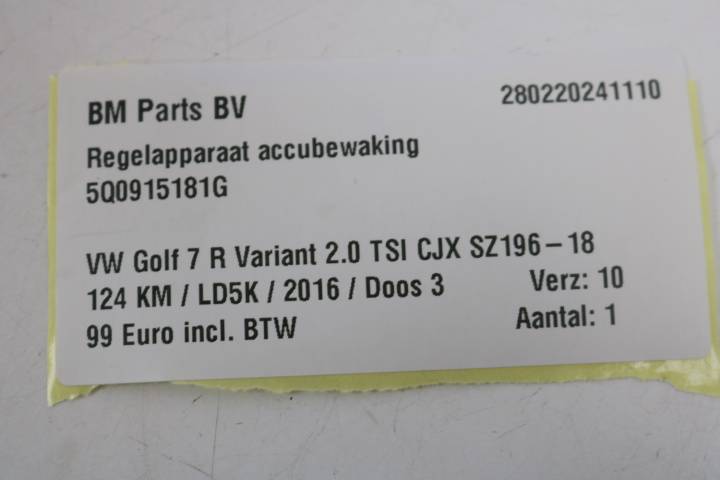 BM Parts BV 280220241110
Regelapparaat accubewaking
5Q0915181G
VW Golf 7 R Variant 2.0 TSI CJX SZ196-18
124 KM / LD5K / 2016 / Doos 3 Verz: 10
99 Euro incl. BTW Aantal: 1